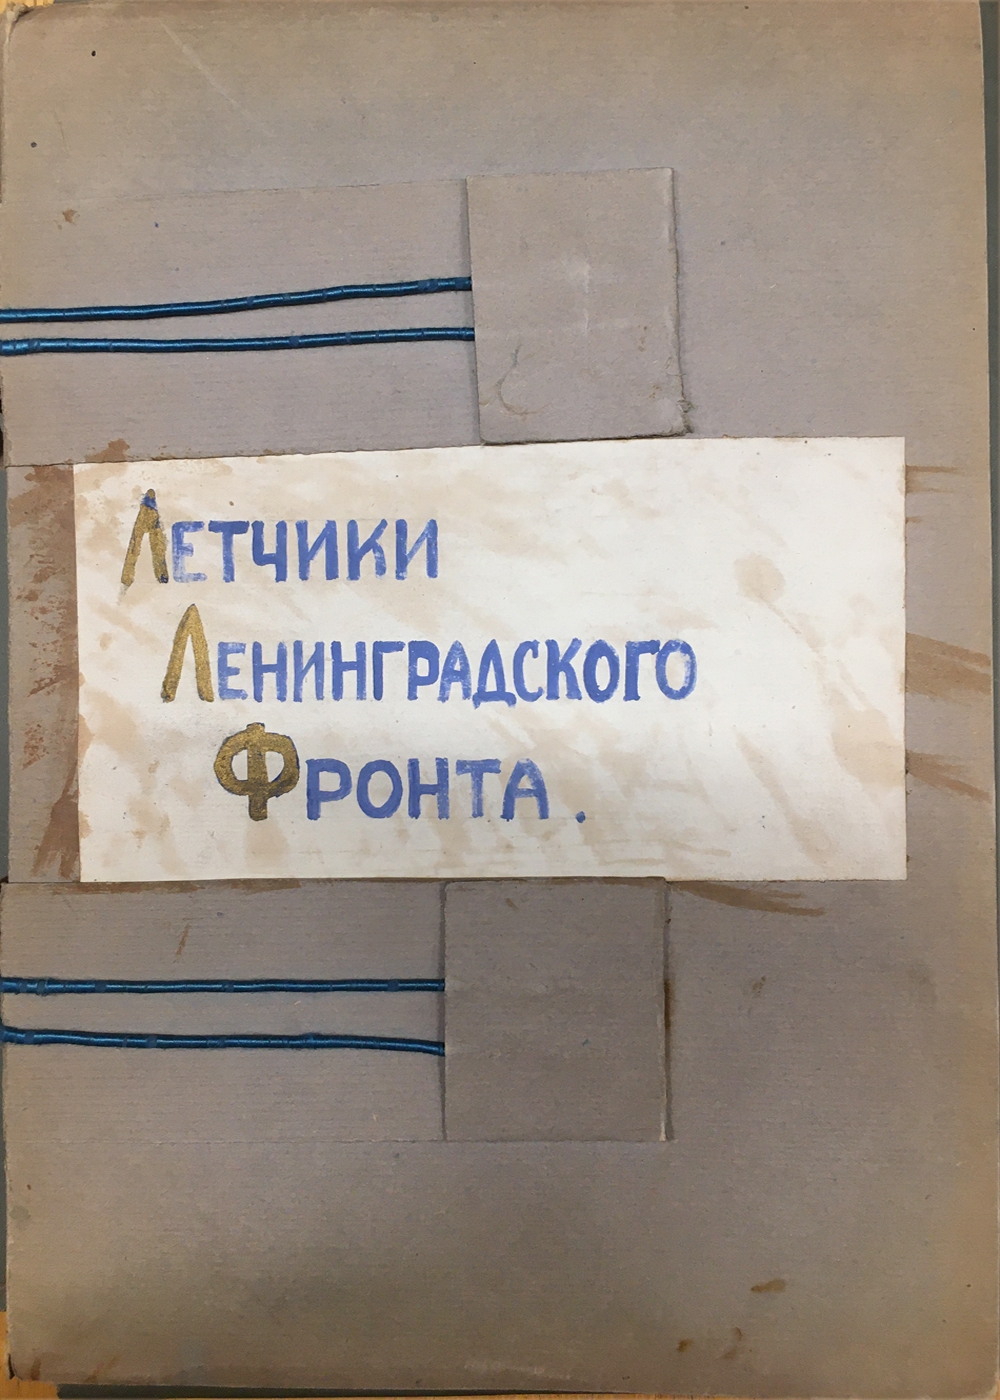 Летчики
Ленинградского
Фронта.